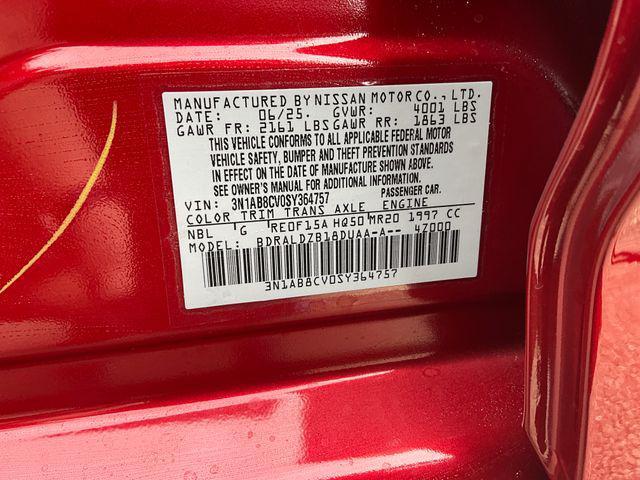 MANUFACTURED BY NISSAN MOTOR CO., LTD.
DATE: 06/25. GVWR: 4001 LBS
GAWR FR: 2161 LBS GAWR RR: 1863 LBS
THIS VEHICLE CONFORMS TO ALL APPLICABLE FEDERAL MOTOR
VEHICLE SAFETY, BUMPER AND THEFT PREVENTION STANDARDS
IN EFFECT ON THE DATE OF MANUFACTURE SHOWN ABOVE.
SEE OWNER'S MANUAL FOR ADDITIONAL INFORMATION.
VIN: 3N1AB8CV0SY364757 PASSENGER CAR.
COLOR TRIM TRANS AXLE ENGINE
NBL G RE0F15A HQ50 MR20 1997 CC
MODEL: BDRALDZB18DUAA-A-- 4Z000
3N1AB8CV0SY364757